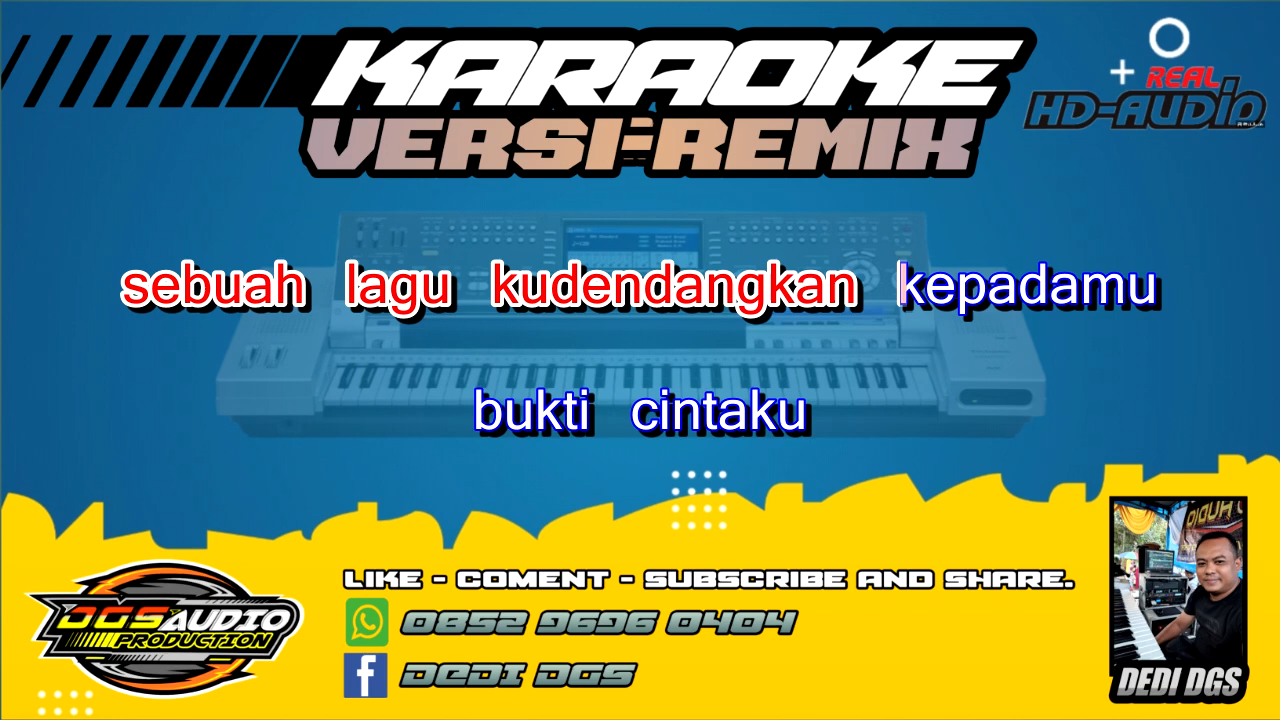 KARAOKE
VERSI-REMIX
+ REAL
HD-AUDIO
sebuah lagu kudendangkan kepadamu
bukti cintaku
LIKE - COMENT - SUBSCRIBE AND SHARE.
0852 9696 0404
DEDI DGS
DGS AUDIO
PRODUCTION
DEDI DGS